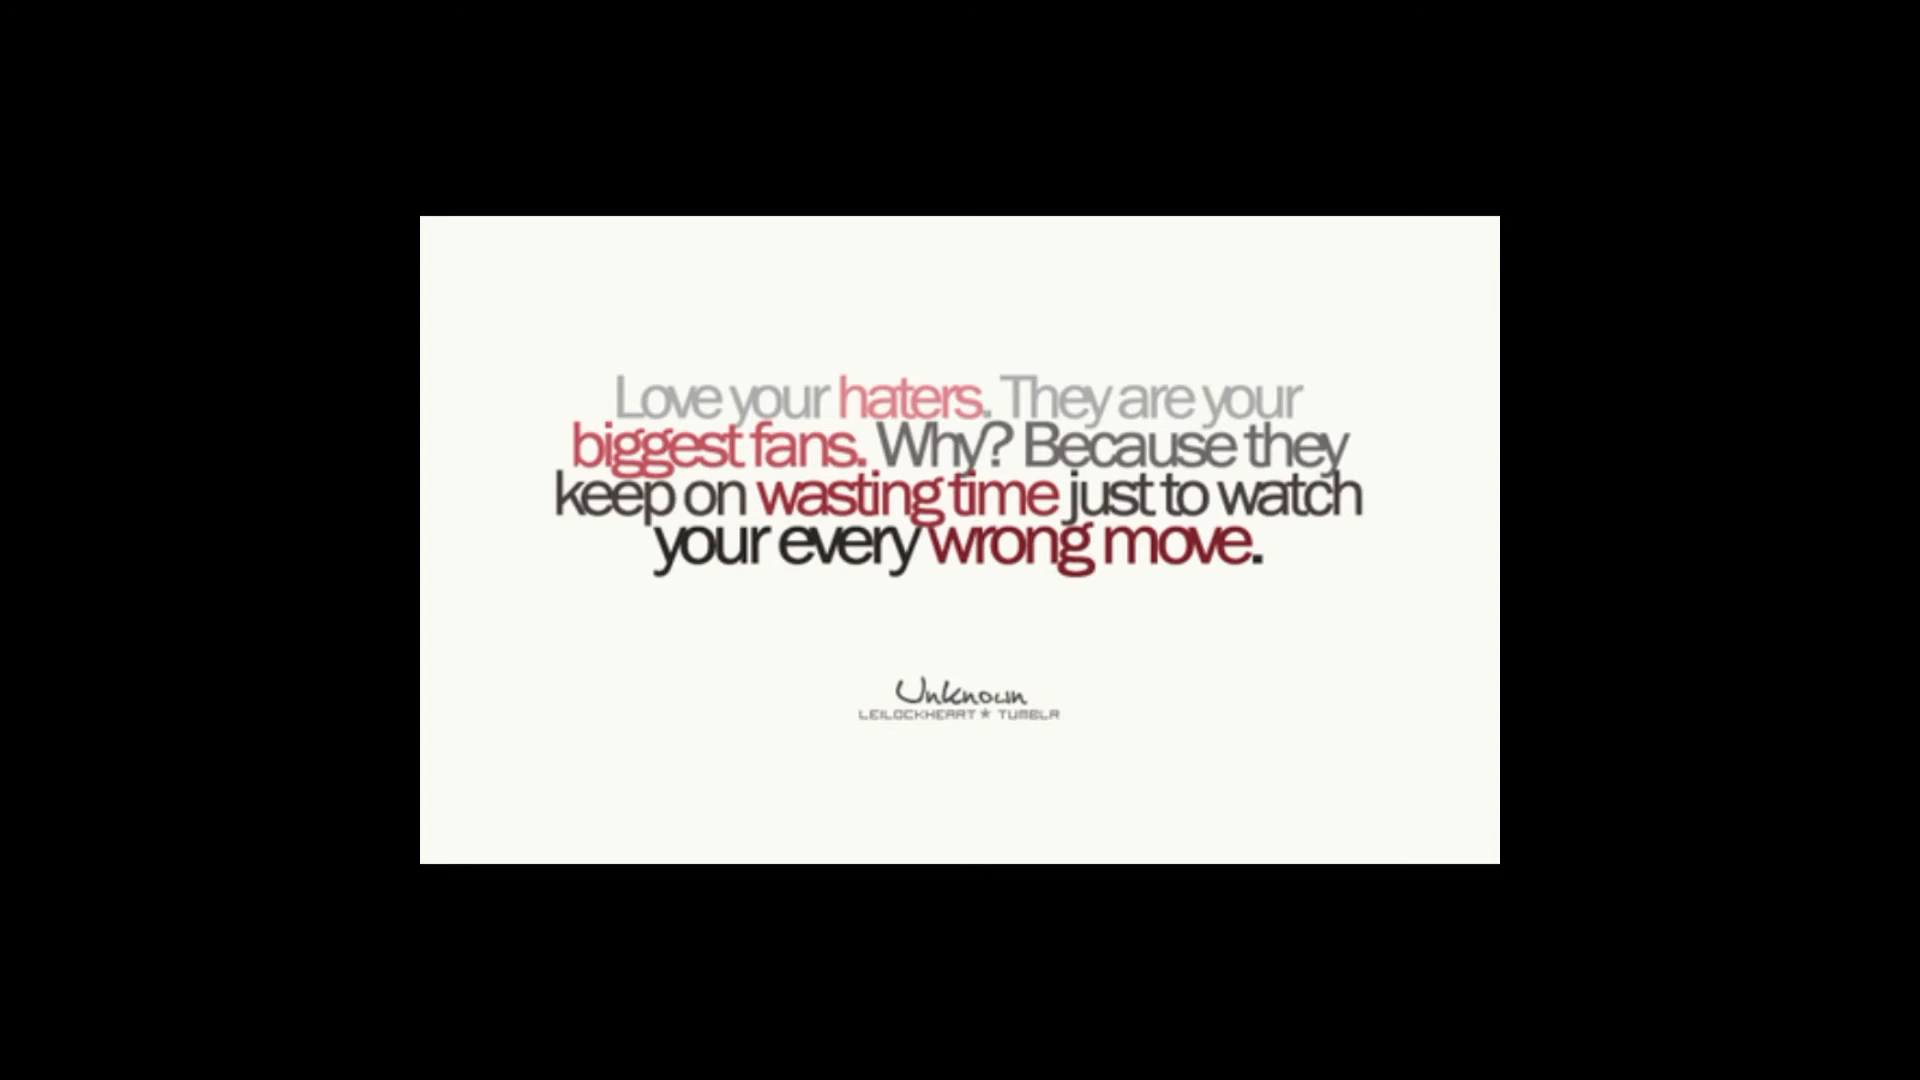 Love your haters. They are your
biggest fans. Why? Because they
keep on wasting time just to watch
your every wrong move.
Unknown
LEILOCKHEART ★ TUMBLR